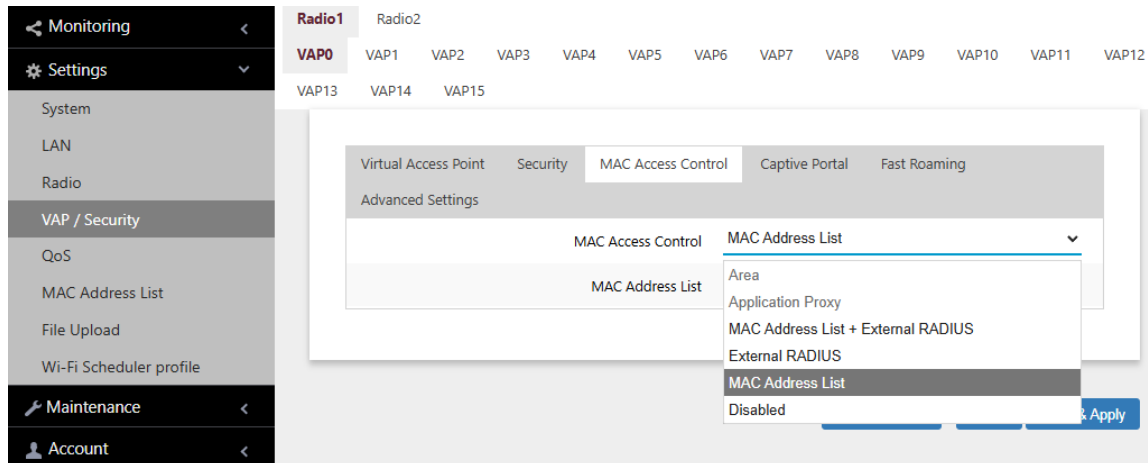 Monitoring
Settings
System
LAN
Radio
VAP / Security
QoS
MAC Address List
File Upload
Wi-Fi Scheduler profile
Maintenance
Account
Radio1 Radio2
VAP0 VAP1 VAP2 VAP3 VAP4 VAP5 VAP6 VAP7 VAP8 VAP9 VAP10 VAP11 VAP12
VAP13 VAP14 VAP15
Virtual Access Point Security MAC Access Control Captive Portal Fast Roaming
Advanced Settings
MAC Access Control MAC Address List
MAC Address List
Area
Application Proxy
MAC Address List + External RADIUS
External RADIUS
MAC Address List
Disabled
& Apply